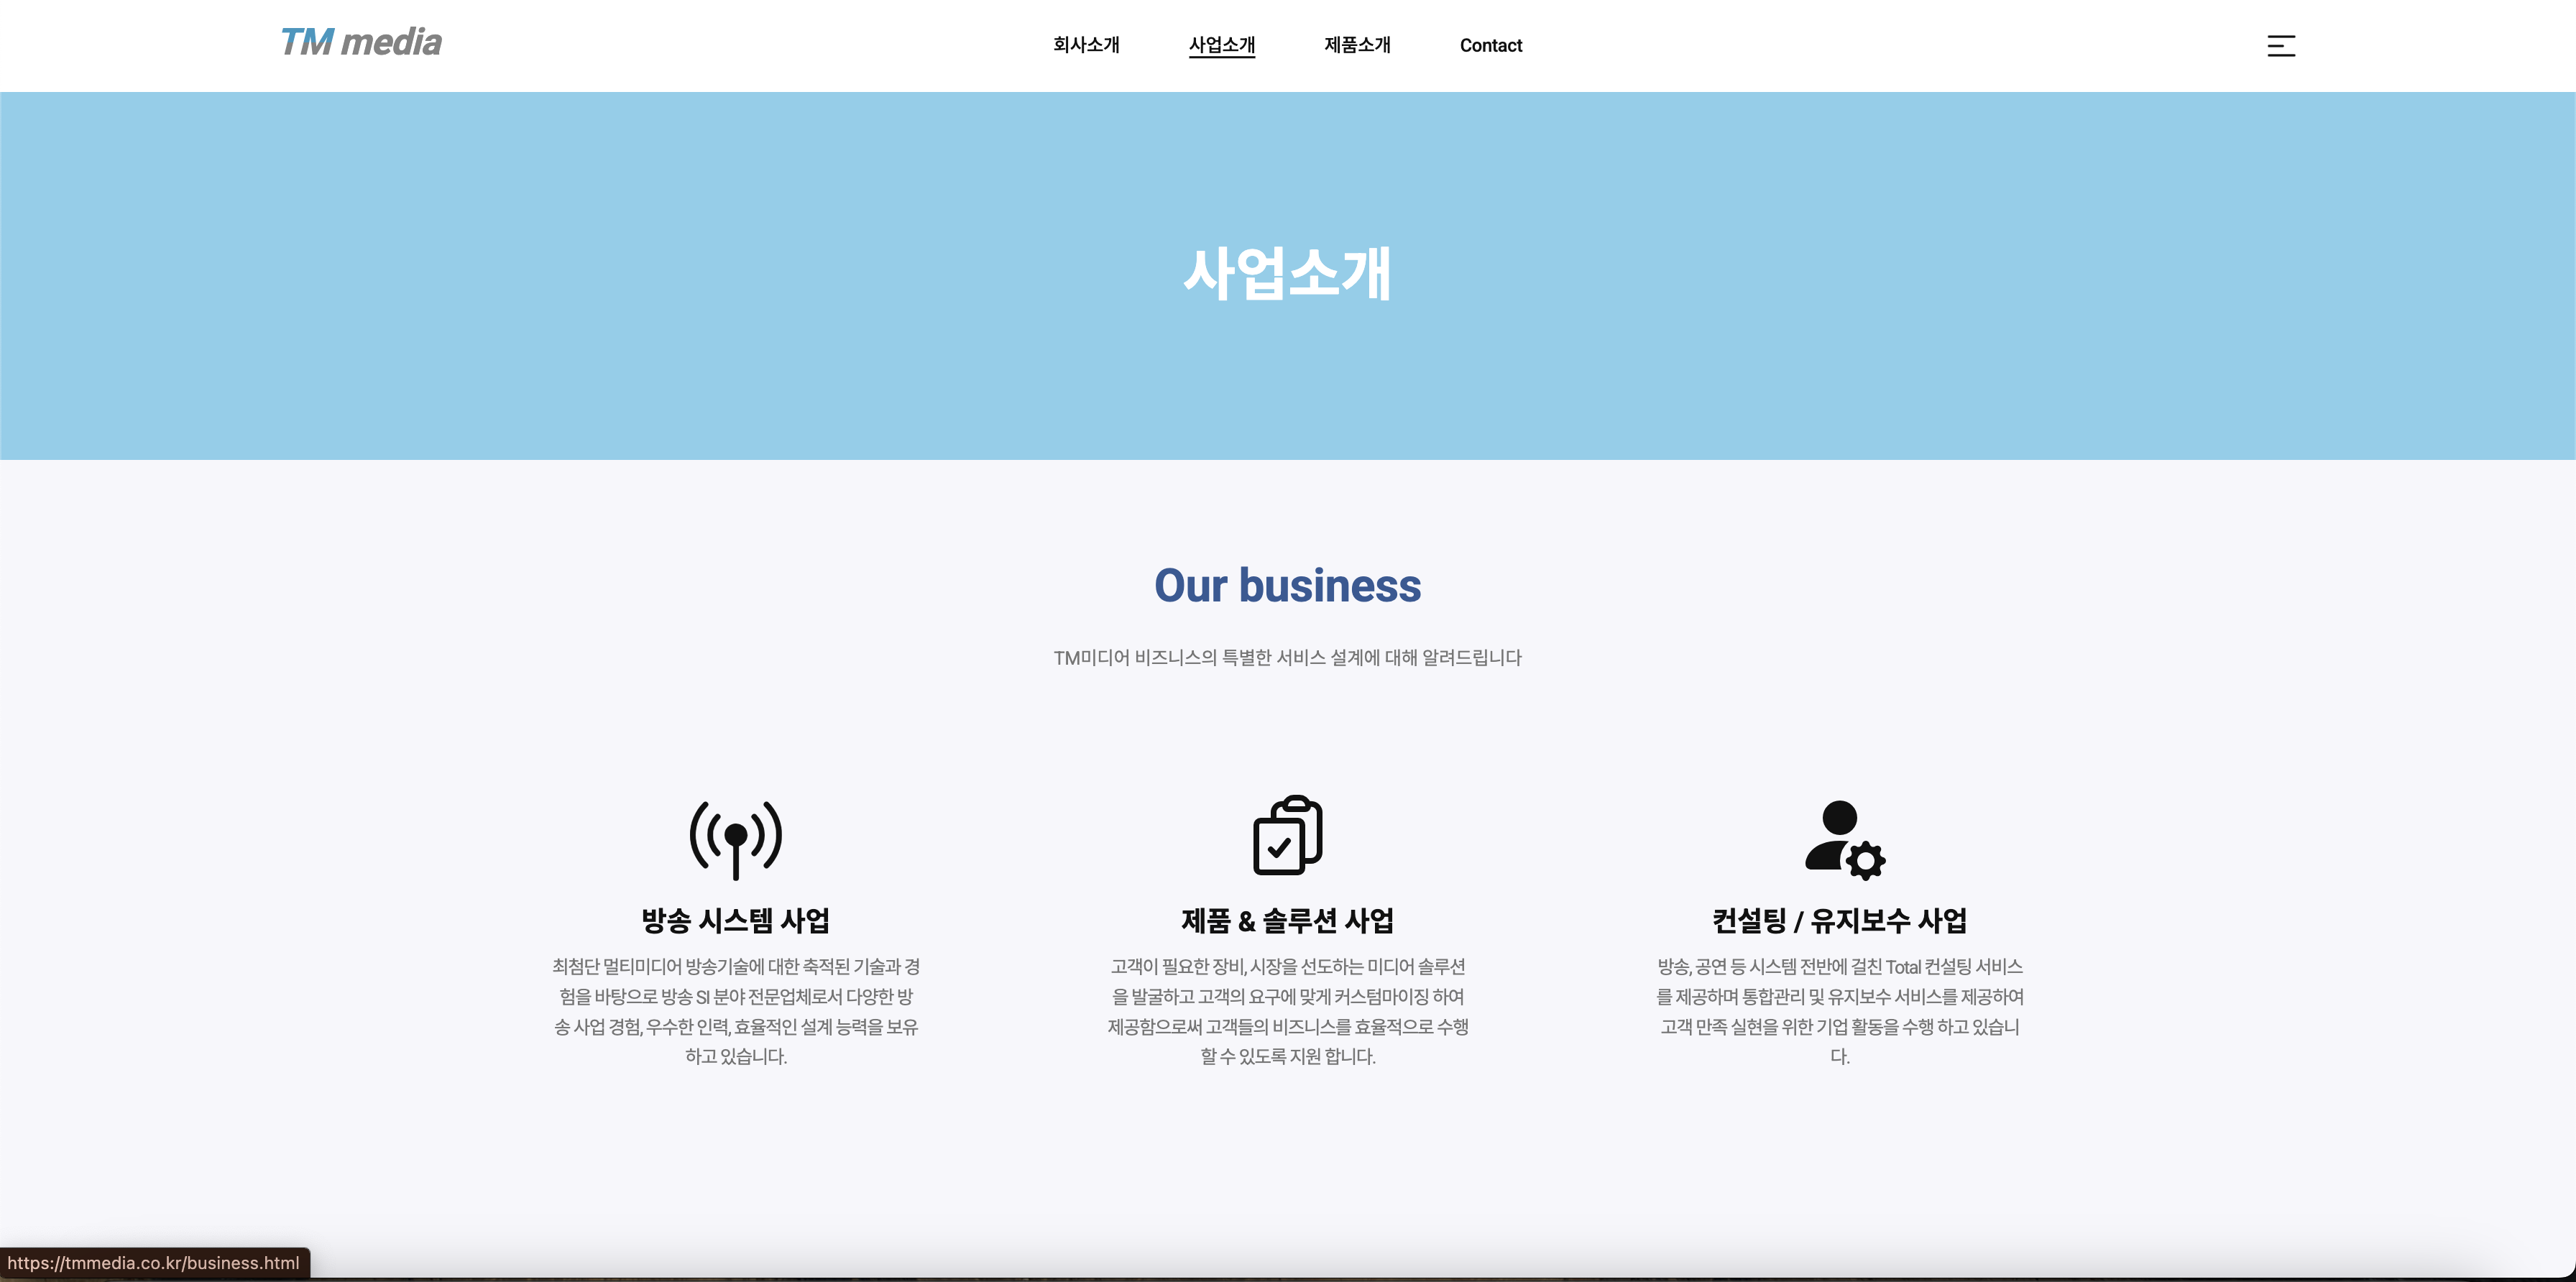 TM media
회사소개
사업소개
제품소개
Contact
사업소개
Our business
TM미디어 비즈니스의 특별한 서비스 설계에 대해 알려드립니다
방송 시스템 사업
최첨단 멀티미디어 방송기술에 대한 축적된 기술과 경
험을 바탕으로 방송 SI 분야 전문업체로서 다양한 방
송 사업 경험, 우수한 인력, 효율적인 설계 능력을 보유
하고 있습니다.
제품 & 솔루션 사업
고객이 필요한 장비, 시장을 선도하는 미디어 솔루션
을 발굴하고 고객의 요구에 맞게 커스텀마이징 하여
제공함으로써 고객들의 비즈니스를 효율적으로 수행
할 수 있도록 지원 합니다.
컨설팅 / 유지보수 사업
방송, 공연 등 시스템 전반에 걸친 Total 컨설팅 서비스
를 제공하며 통합관리 및 유지보수 서비스를 제공하여
고객 만족 실현을 위한 기업 활동을 수행 하고 있습니
다.
https://tmmedia.co.kr/business.html